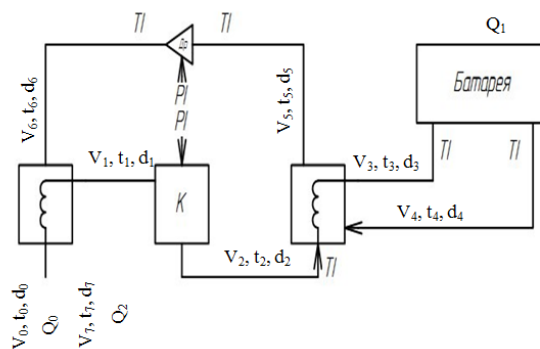 TI
Др
TI
Q₁
Батарея
V₆, t₆, d₆
PI
PI
V₅, t₅, d₅
V₁, t₁, d₁
K
V₃, t₃, d₃
TI
TI
V₄, t₄, d₄
V₂, t₂, d₂
TI
V₀, t₀, d₀
Q₀
V₇, t₇, d₇
Q₂